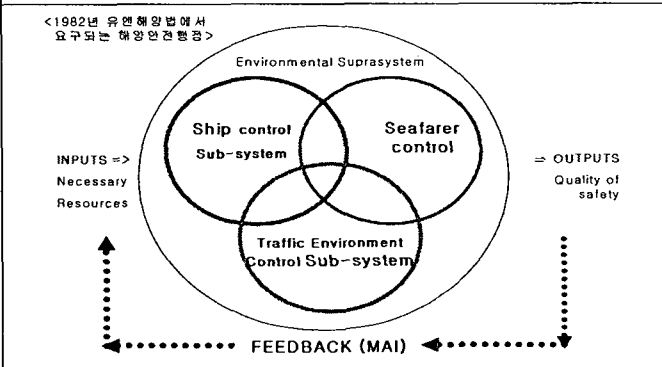 <1982년 유엔해양법에서
요구되는 해양안전행정>
Environmental Suprasystem
Ship control
Sub-system
Seafarer
control
INPUTS =>
Necessary
Resources
⇒ OUTPUTS
Quality of
safety
Traffic Environment
Control Sub-system
FEEDBACK (MAI)